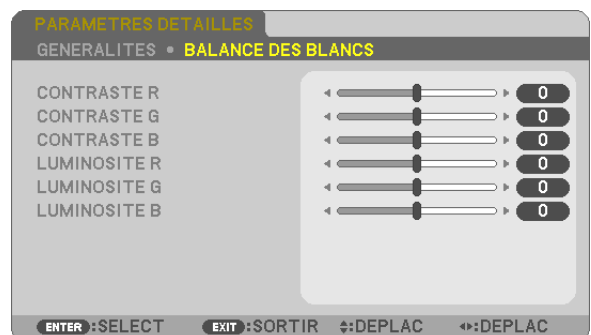 PARAMETRES DETAILLES
GENERALITES • BALANCE DES BLANCS
CONTRASTE R 0
CONTRASTE G 0
CONTRASTE B 0
LUMINOSITE R 0
LUMINOSITE G 0
LUMINOSITE B 0
ENTER :SELECT EXIT :SORTIR :DEPLAC :DEPLAC